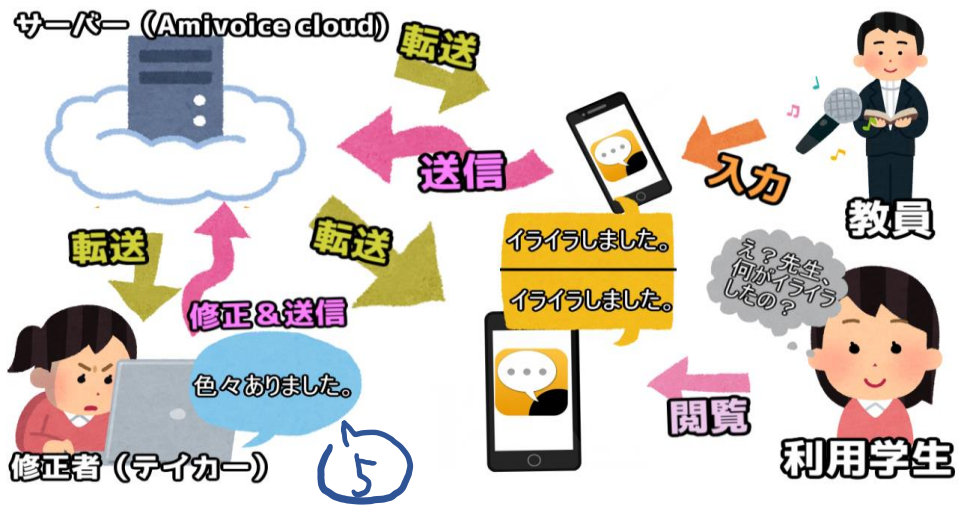 サーバー（Amivoice cloud）
転送
送信
入力
教員
転送
転送
修正＆送信
イライラしました。
イライラしました。
え？先生、
何がイライラ
したの？
色々ありました。
閲覧
修正者（テイカー）
5
利用学生